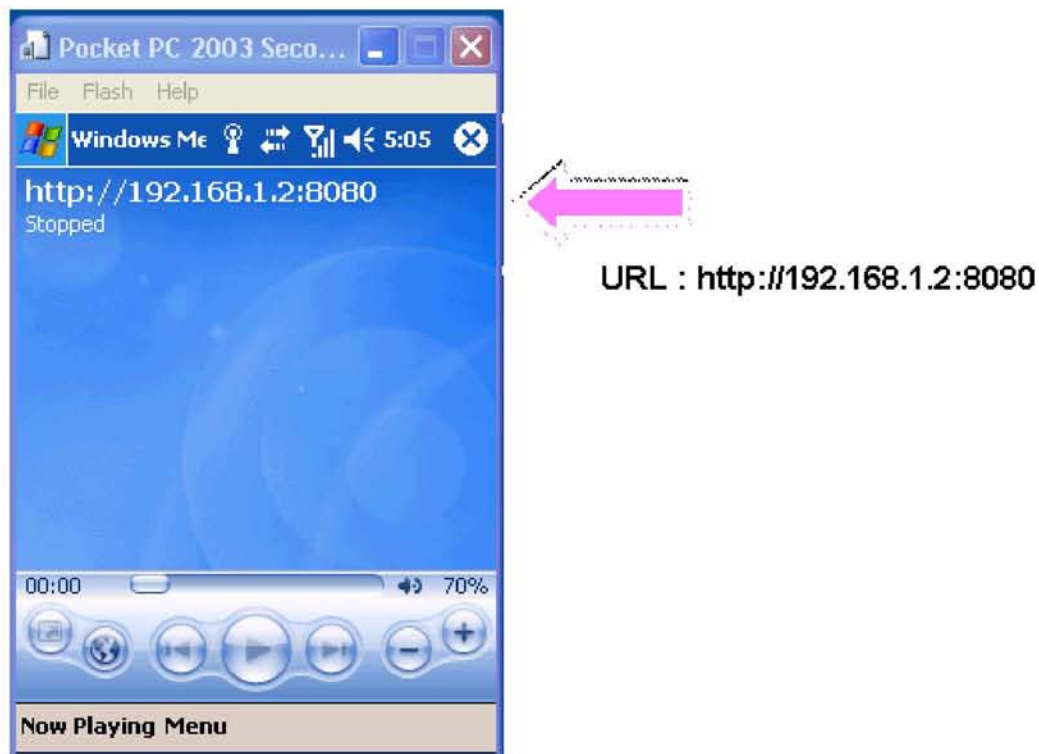 Pocket PC 2003 Seco...
File Flash Help
Windows Me 5:05
http://192.168.1.2:8080
Stopped
URL : http://192.168.1.2:8080
00:00 70%
Now Playing Menu